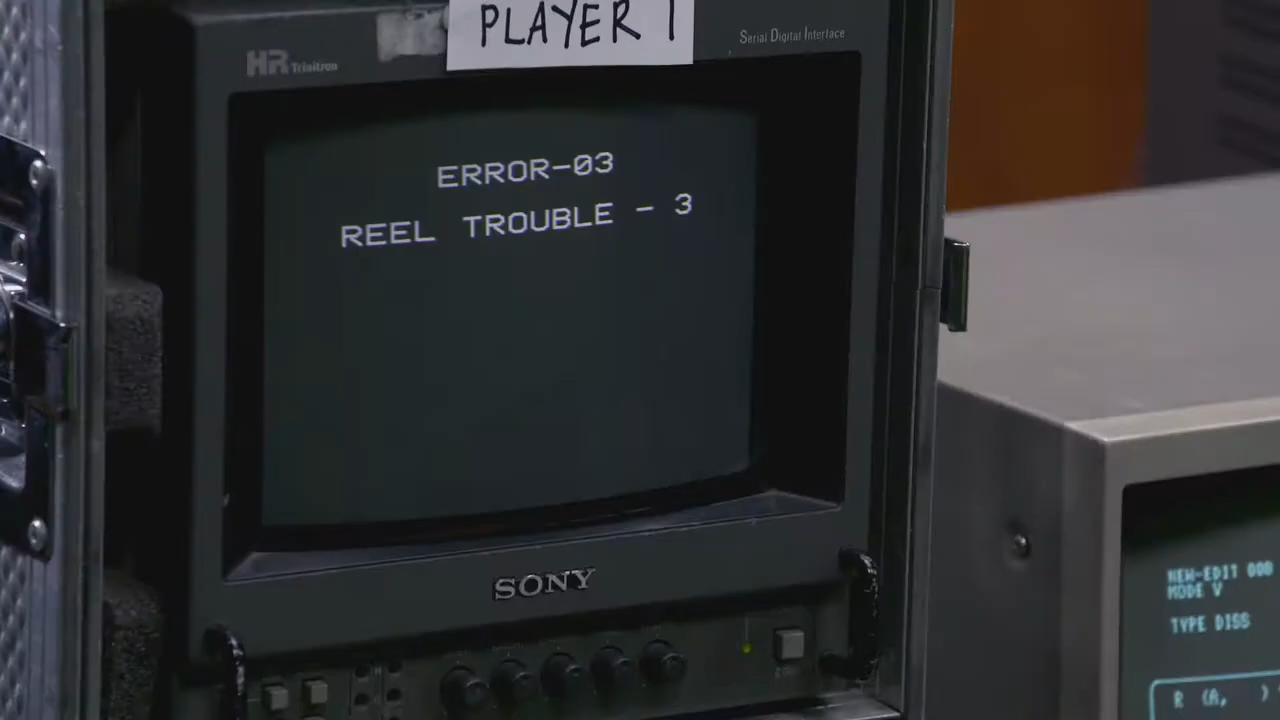 PLAYER 1
HR Trinitron
Serial Digital Interface
ERROR-03
REEL TROUBLE - 3
SONY
NEW-EDIT 000
MODE V
TYPE DISS
R (A, )